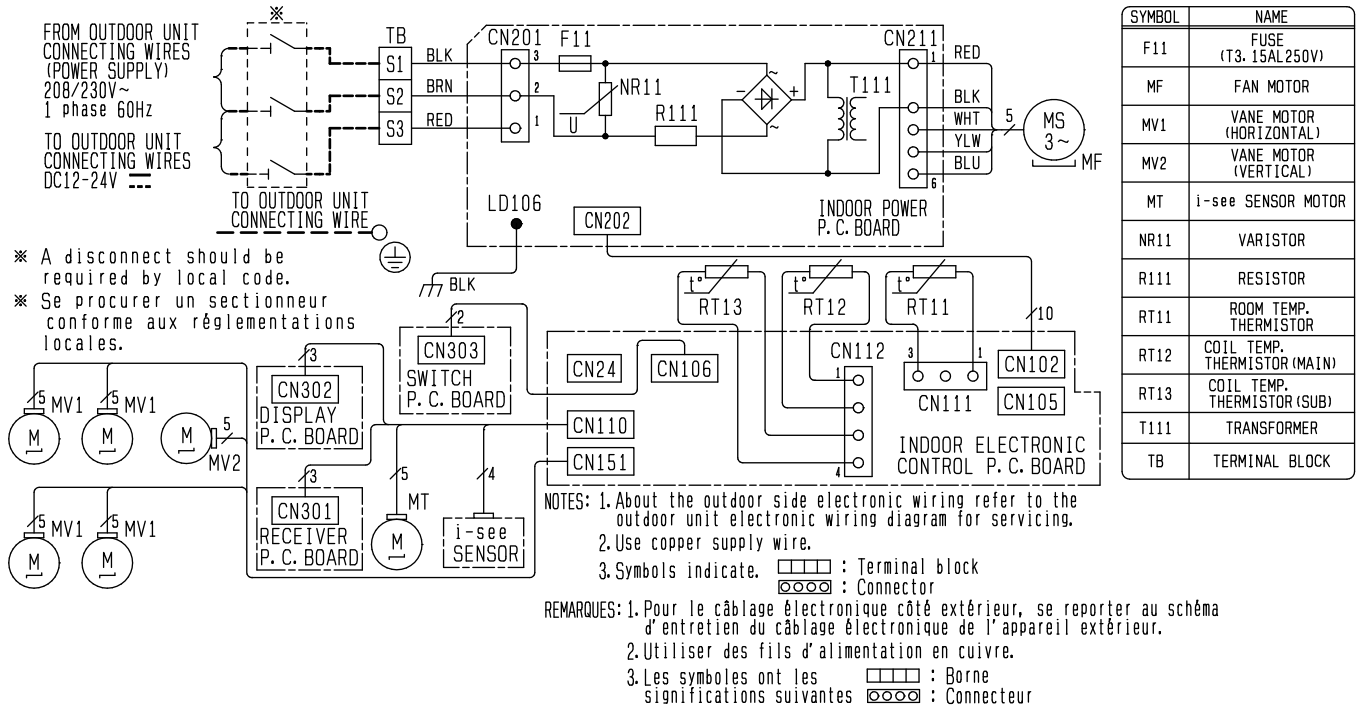 ※
FROM OUTDOOR UNIT
CONNECTING WIRES
(POWER SUPPLY)
208/230V~
1 phase 60Hz
TO OUTDOOR UNIT
CONNECTING WIRES
DC12-24V
TO OUTDOOR UNIT
CONNECTING WIRE
TB
S1
S2
S3
BLK
BRN
RED
CN201
3
2
1
F11
NR11
U
R111
-
~
+
~
T111
CN211
1
6
RED
BLK
WHT
YLW
BLU
5
MS
3~
MF
LD106
CN202
INDOOR POWER
P. C. BOARD
BLK
※ A disconnect should be
required by local code.
※ Se procurer un sectionneur
conforme aux réglementations
locales.
t°
RT13
t°
RT12
t°
RT11
10
2
CN303
SWITCH
P. C. BOARD
3
CN302
DISPLAY
P. C. BOARD
3
CN301
RECEIVER
P. C. BOARD
CN24
CN106
CN110
CN151
CN112
1
4
3
1
CN111
CN102
CN105
INDOOR ELECTRONIC
CONTROL P. C. BOARD
5
MV1
M
5
MV1
M
M
5
MV2
5
MV1
M
5
MV1
M
5
MT
M
4
i-see
SENSOR
NOTES: 1. About the outdoor side electronic wiring refer to the
outdoor unit electronic wiring diagram for servicing.
2. Use copper supply wire.
3. Symbols indicate. : Terminal block
: Connector
REMARQUES: 1. Pour le câblage électronique côté extérieur, se reporter au schéma
d'entretien du câblage électronique de l'appareil extérieur.
2. Utiliser des fils d'alimentation en cuivre.
3. Les symboles ont les : Borne
significations suivantes : Connecteur
SYMBOL NAME
F11 FUSE
(T3. 15AL250V)
MF FAN MOTOR
MV1 VANE MOTOR
(HORIZONTAL)
MV2 VANE MOTOR
(VERTICAL)
MT i-see SENSOR MOTOR
NR11 VARISTOR
R111 RESISTOR
RT11 ROOM TEMP.
THERMISTOR
RT12 COIL TEMP.
THERMISTOR (MAIN)
RT13 COIL TEMP.
THERMISTOR (SUB)
T111 TRANSFORMER
TB TERMINAL BLOCK